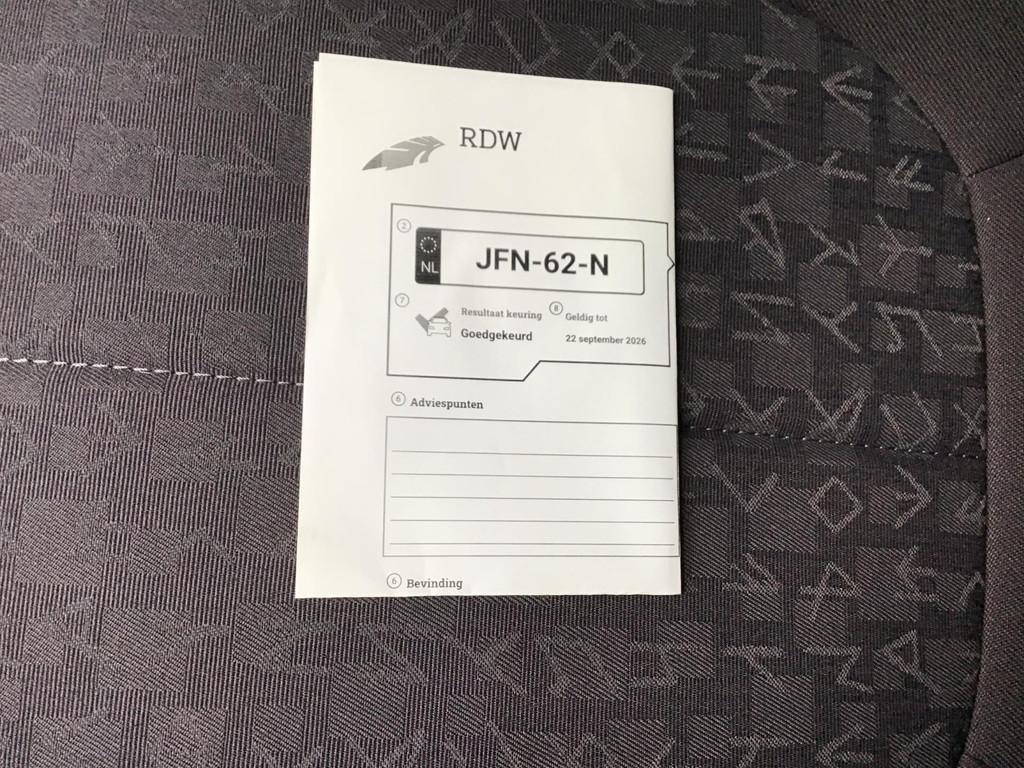 RDW
2
NL
JFN-62-N
7
Resultaat keuring
8
Geldig tot
Goedgekeurd
22 september 2026
6 Adviespunten
6 Bevinding